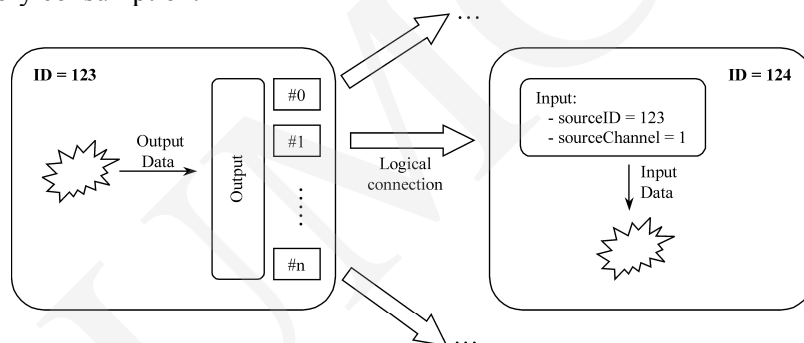 ...
ID = 123
Output
Data
Output
#0
#1
......
#n
Logical
connection
...
ID = 124
Input:
- sourceID = 123
- sourceChannel = 1
Input
Data